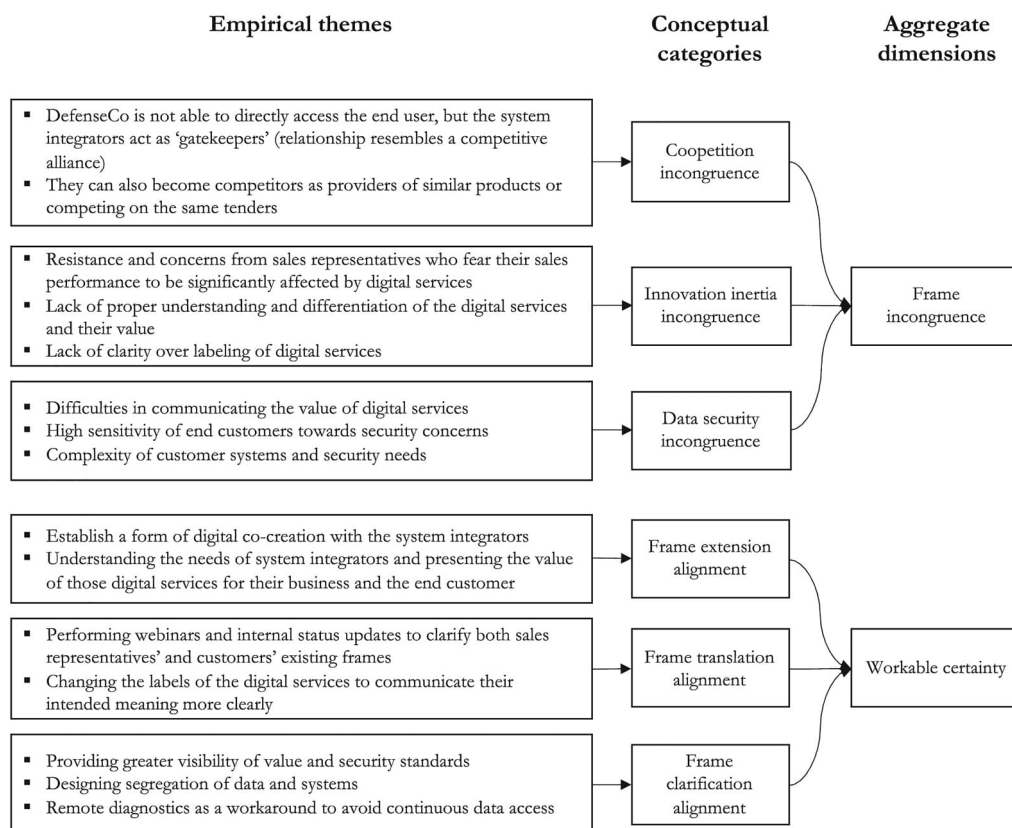 Empirical themes
Conceptual
categories
Aggregate
dimensions
▪ DefenseCo is not able to directly access the end user, but the system
integrators act as ‘gatekeepers’ (relationship resembles a competitive
alliance)
▪ They can also become competitors as providers of similar products or
competing on the same tenders
Coopetition
incongruence
▪ Resistance and concerns from sales representatives who fear their sales
performance to be significantly affected by digital services
▪ Lack of proper understanding and differentiation of the digital services
and their value
▪ Lack of clarity over labeling of digital services
Innovation inertia
incongruence
Frame
incongruence
▪ Difficulties in communicating the value of digital services
▪ High sensitivity of end customers towards security concerns
▪ Complexity of customer systems and security needs
Data security
incongruence
▪ Establish a form of digital co-creation with the system integrators
▪ Understanding the needs of system integrators and presenting the value
of those digital services for their business and the end customer
Frame extension
alignment
▪ Performing webinars and internal status updates to clarify both sales
representatives’ and customers’ existing frames
▪ Changing the labels of the digital services to communicate their
intended meaning more clearly
Frame translation
alignment
Workable certainty
▪ Providing greater visibility of value and security standards
▪ Designing segregation of data and systems
▪ Remote diagnostics as a workaround to avoid continuous data access
Frame
clarification
alignment